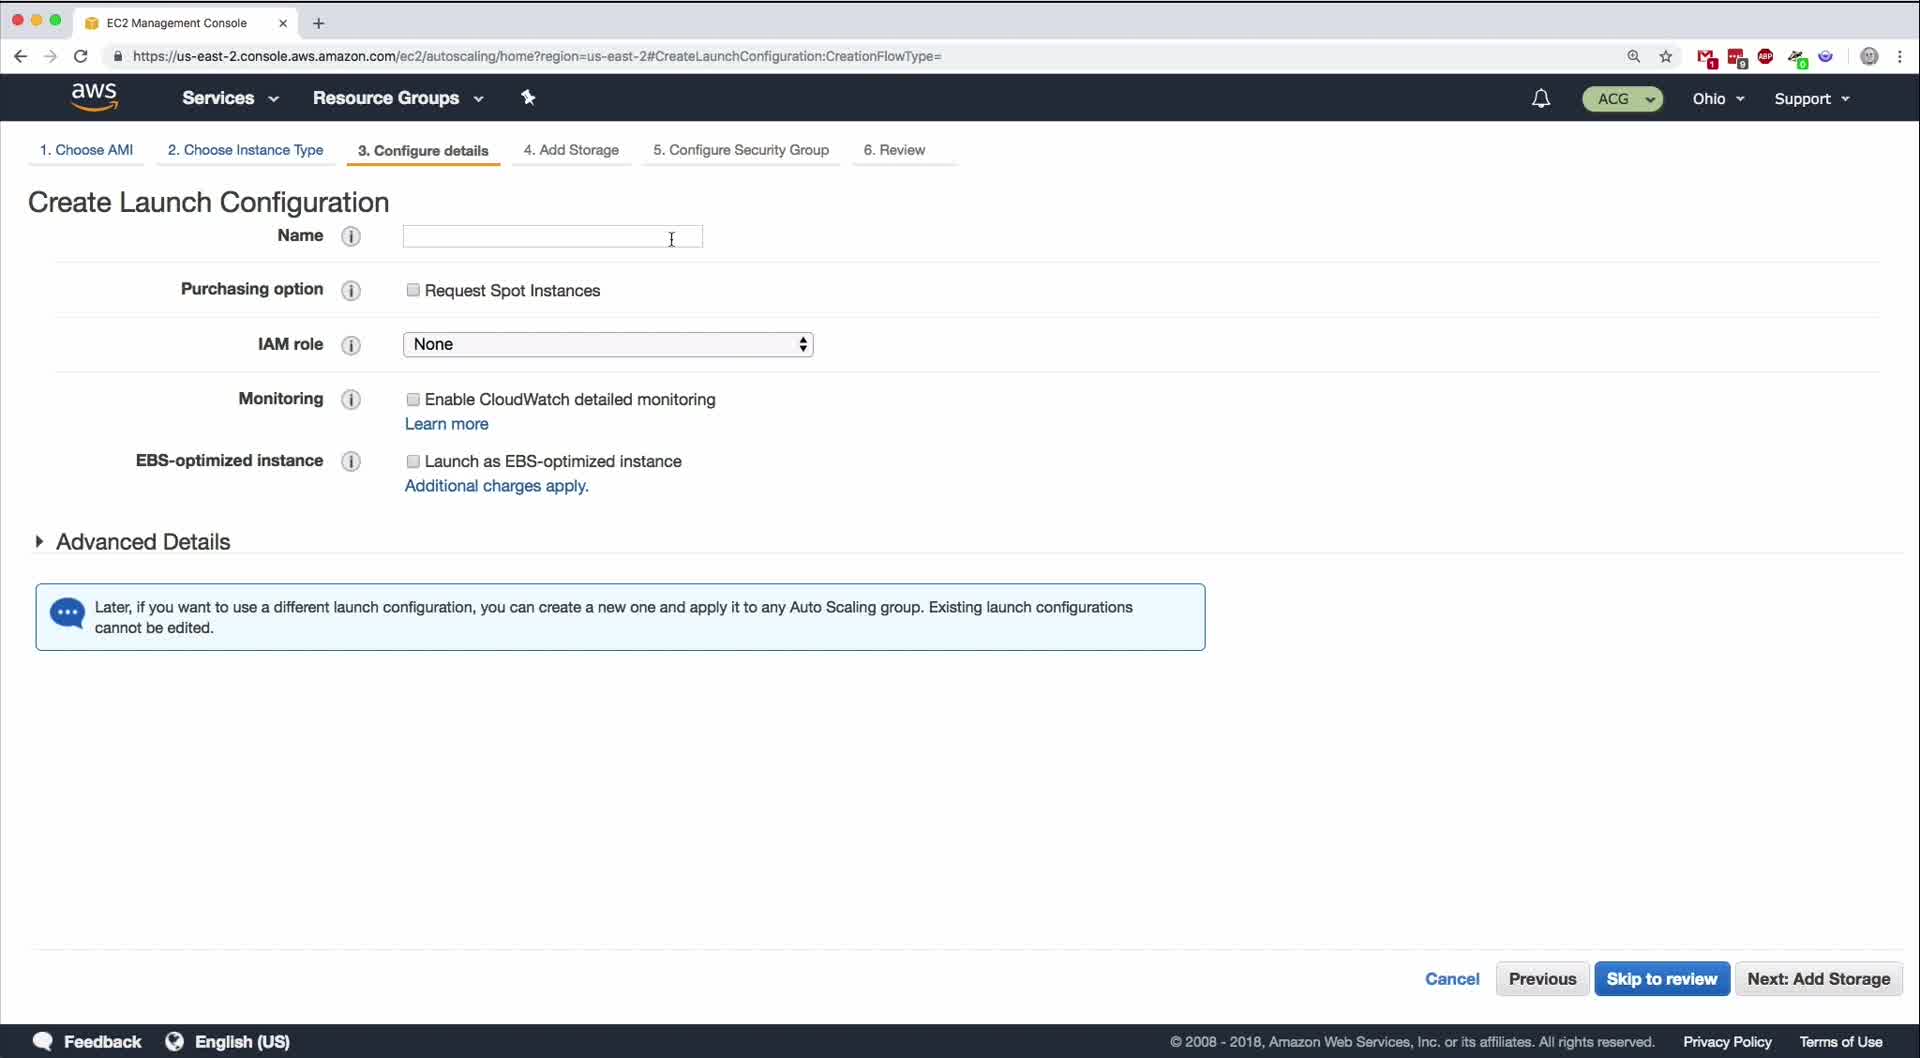 EC2 Management Console
https://us-east-2.console.aws.amazon.com/ec2/autoscaling/home?region=us-east-2#CreateLaunchConfiguration:CreationFlowType=
1
9
ABP
0
aws
Services
Resource Groups
ACG
Ohio
Support
1. Choose AMI
2. Choose Instance Type
3. Configure details
4. Add Storage
5. Configure Security Group
6. Review
Create Launch Configuration
Name
Purchasing option
Request Spot Instances
IAM role
None
Monitoring
Enable CloudWatch detailed monitoring
Learn more
EBS-optimized instance
Launch as EBS-optimized instance
Additional charges apply.
Advanced Details
Later, if you want to use a different launch configuration, you can create a new one and apply it to any Auto Scaling group. Existing launch configurations
cannot be edited.
Cancel
Previous
Skip to review
Next: Add Storage
Feedback
English (US)
© 2008 - 2018, Amazon Web Services, Inc. or its affiliates. All rights reserved.
Privacy Policy
Terms of Use